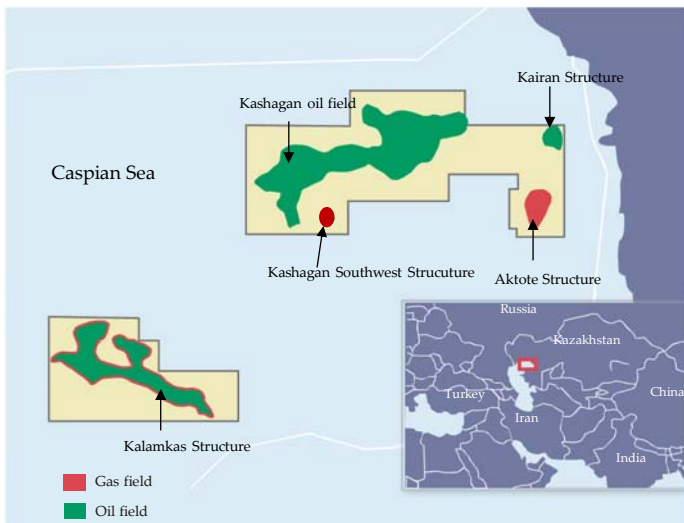 Kairan Structure
Kashagan oil field
Caspian Sea
Kashagan Southwest Strucuture
Aktote Structure
Russia
Kazakhstan
China
Turkey
Iran
India
Kalamkas Structure
Gas field
Oil field